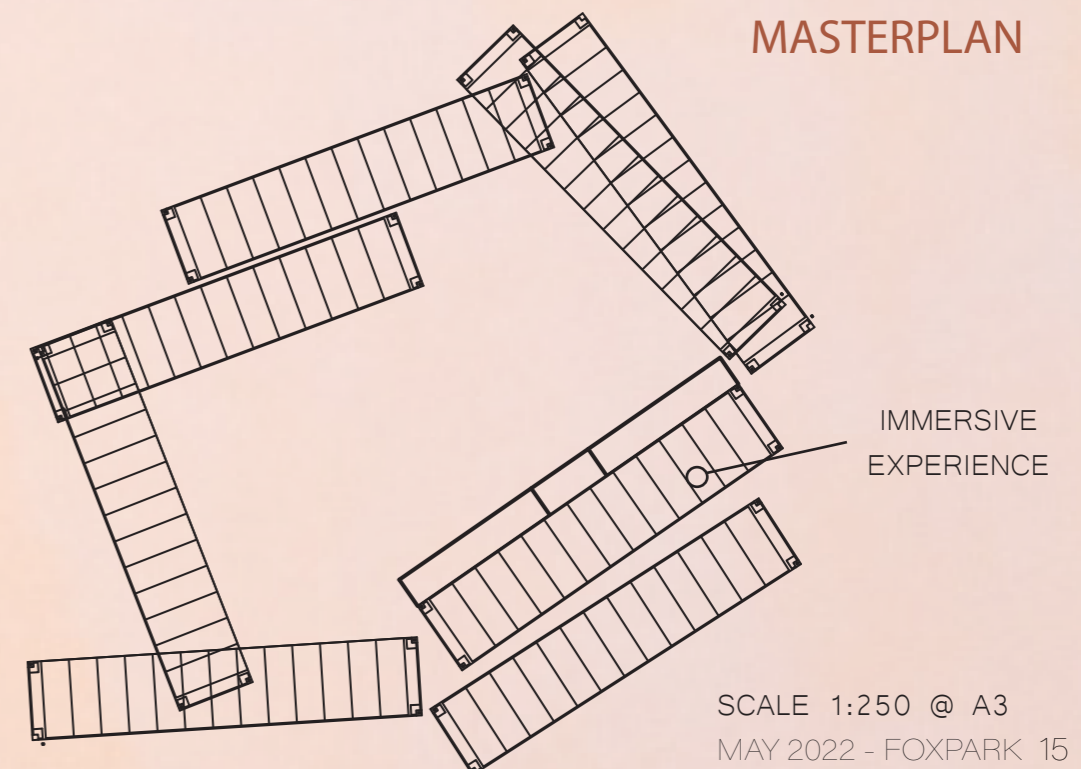 MASTERPLAN
IMMERSIVE
EXPERIENCE
SCALE 1:250 @ A3
MAY 2022 - FOXPARK 15